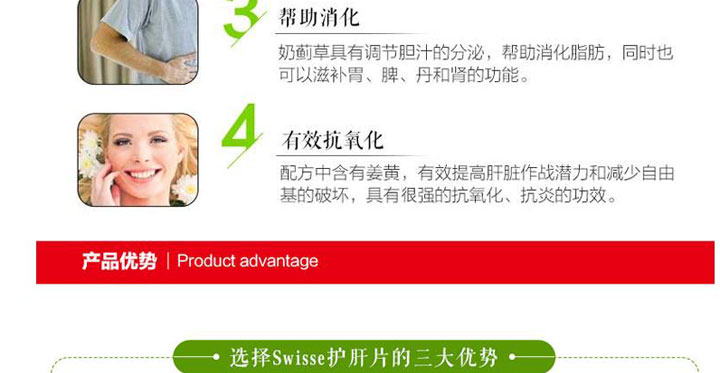 3 帮助消化
奶蓟草具有调节胆汁的分泌，帮助消化脂肪，同时也
可以滋补胃、脾、丹和肾的功能。
4 有效抗氧化
配方中含有姜黄，有效提高肝脏作战潜力和减少自由
基的破坏，具有很强的抗氧化、抗炎的功效。
产品优势 | Product advantage
选择Swisse护肝片的三大优势